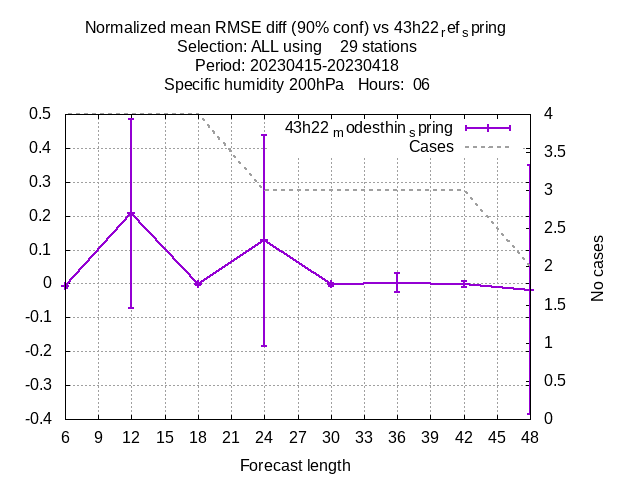 Normalized mean RMSE diff (90% conf) vs 43h22refspring
Selection: ALL using 29 stations
Period: 20230415-20230418
Specific humidity 200hPa Hours: 06
43h22modesthinspring
Cases
0.5
0.4
0.3
0.2
0.1
0
-0.1
-0.2
-0.3
-0.4
4
3.5
3
2.5
2
1.5
1
0.5
0
No cases
6 9 12 15 18 21 24 27 30 33 36 39 42 45 48
Forecast length